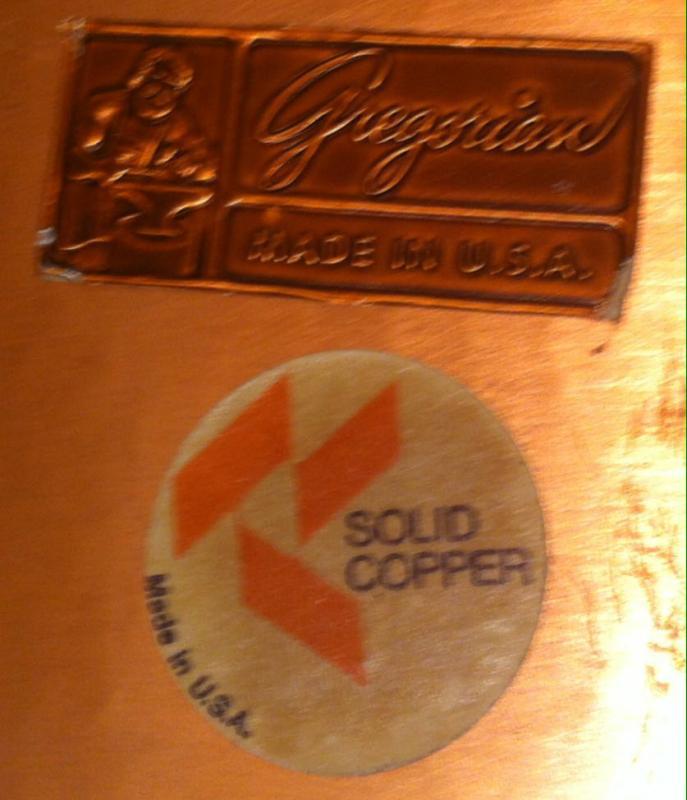 Gregorian
MADE IN U.S.A.
SOLID
COPPER
Made in U.S.A.